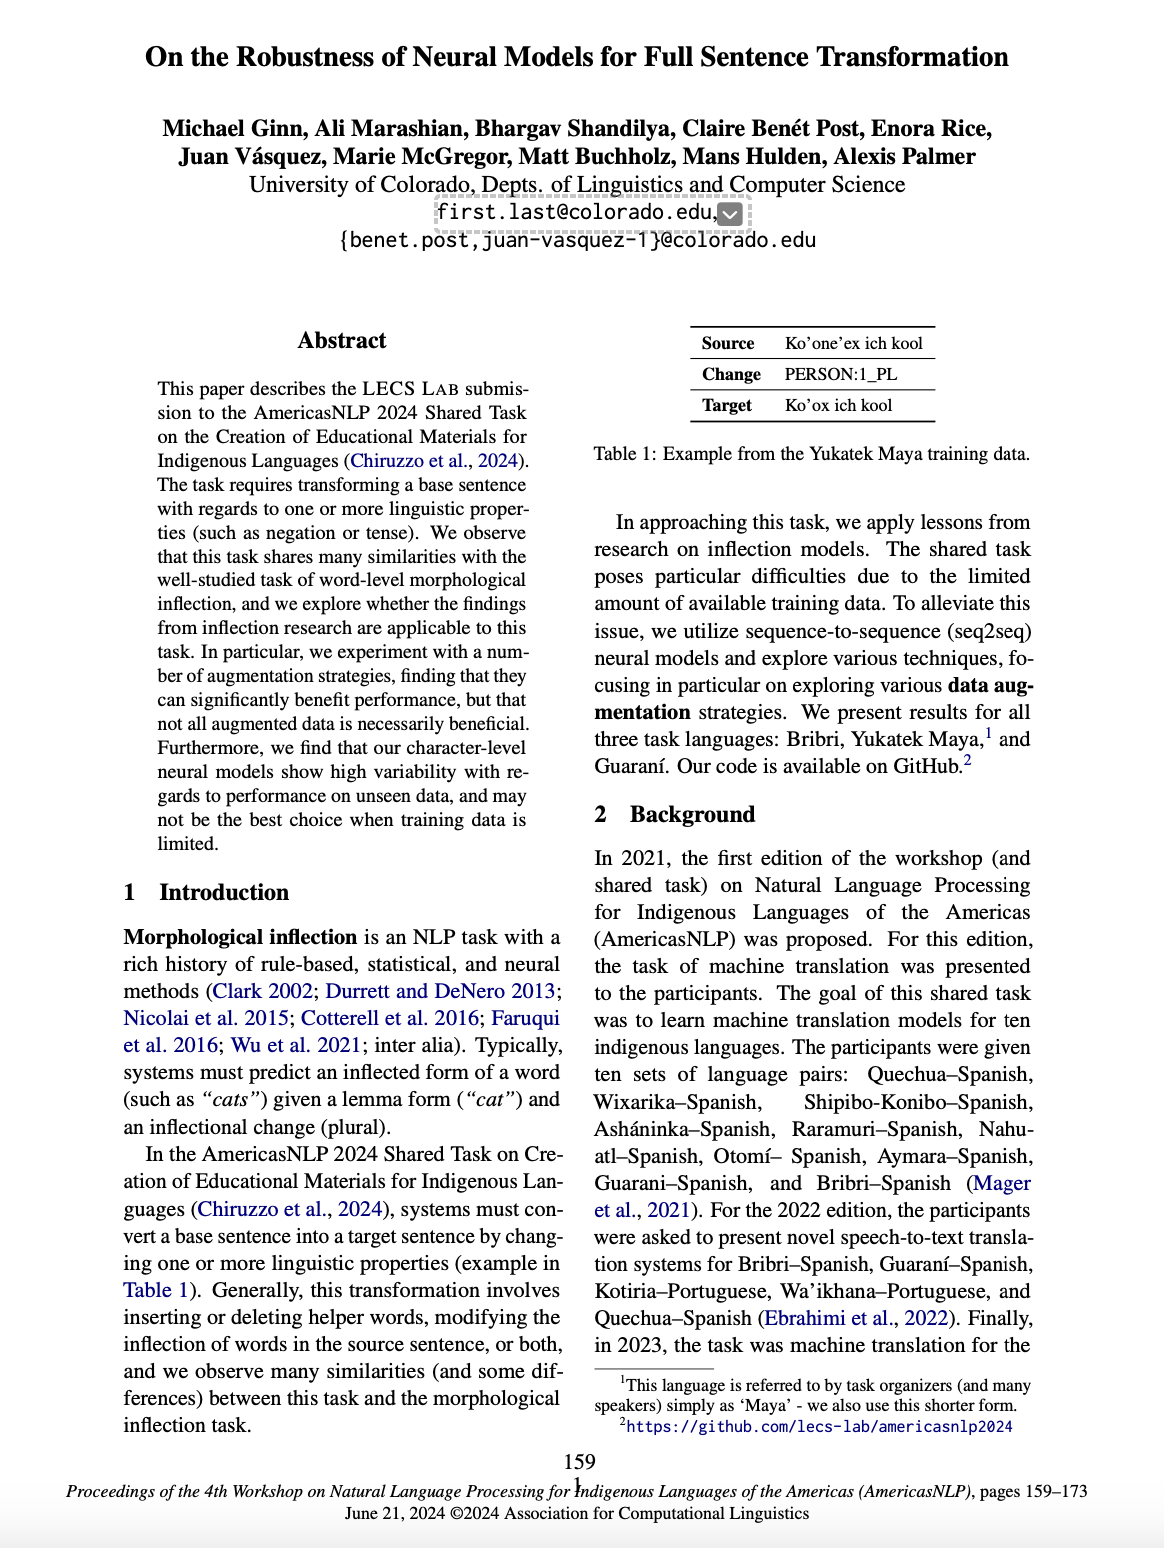 On the Robustness of Neural Models for Full Sentence Transformation
Michael Ginn, Ali Marashian, Bhargav Shandilya, Claire Benét Post, Enora Rice,
Juan Vásquez, Marie McGregor, Matt Buchholz, Mans Hulden, Alexis Palmer
University of Colorado, Depts. of Linguistics and Computer Science
first.last@colorado.edu,
{benet.post,juan-vasquez-1}@colorado.edu
Abstract
This paper describes the LECS LAB submis-
sion to the AmericasNLP 2024 Shared Task
on the Creation of Educational Materials for
Indigenous Languages (Chiruzzo et al., 2024).
The task requires transforming a base sentence
with regards to one or more linguistic proper-
ties (such as negation or tense). We observe
that this task shares many similarities with the
well-studied task of word-level morphological
inflection, and we explore whether the findings
from inflection research are applicable to this
task. In particular, we experiment with a num-
ber of augmentation strategies, finding that they
can significantly benefit performance, but that
not all augmented data is necessarily beneficial.
Furthermore, we find that our character-level
neural models show high variability with re-
gards to performance on unseen data, and may
not be the best choice when training data is
limited.
1 Introduction
Morphological inflection is an NLP task with a
rich history of rule-based, statistical, and neural
methods (Clark 2002; Durrett and DeNero 2013;
Nicolai et al. 2015; Cotterell et al. 2016; Faruqui
et al. 2016; Wu et al. 2021; inter alia). Typically,
systems must predict an inflected form of a word
(such as “cats”) given a lemma form (“cat”) and
an inflectional change (plural).
In the AmericasNLP 2024 Shared Task on Cre-
ation of Educational Materials for Indigenous Lan-
guages (Chiruzzo et al., 2024), systems must con-
vert a base sentence into a target sentence by chang-
ing one or more linguistic properties (example in
Table 1). Generally, this transformation involves
inserting or deleting helper words, modifying the
inflection of words in the source sentence, or both,
and we observe many similarities (and some dif-
ferences) between this task and the morphological
inflection task.
Source Ko’one’ex ich kool
Change PERSON:1_PL
Target Ko’ox ich kool
Table 1: Example from the Yukatek Maya training data.
In approaching this task, we apply lessons from
research on inflection models. The shared task
poses particular difficulties due to the limited
amount of available training data. To alleviate this
issue, we utilize sequence-to-sequence (seq2seq)
neural models and explore various techniques, fo-
cusing in particular on exploring various data aug-
mentation strategies. We present results for all
three task languages: Bribri, Yukatek Maya,1 and
Guaraní. Our code is available on GitHub.2
2 Background
In 2021, the first edition of the workshop (and
shared task) on Natural Language Processing
for Indigenous Languages of the Americas
(AmericasNLP) was proposed. For this edition,
the task of machine translation was presented
to the participants. The goal of this shared task
was to learn machine translation models for ten
indigenous languages. The participants were given
ten sets of language pairs: Quechua–Spanish,
Wixarika–Spanish, Shipibo-Konibo–Spanish,
Asháninka–Spanish, Raramuri–Spanish, Nahu-
atl–Spanish, Otomí– Spanish, Aymara–Spanish,
Guarani–Spanish, and Bribri–Spanish (Mager
et al., 2021). For the 2022 edition, the participants
were asked to present novel speech-to-text transla-
tion systems for Bribri–Spanish, Guaraní–Spanish,
Kotiria–Portuguese, Wa’ikhana–Portuguese, and
Quechua–Spanish (Ebrahimi et al., 2022). Finally,
in 2023, the task was machine translation for the
1This language is referred to by task organizers (and many
speakers) simply as ‘Maya’ - we also use this shorter form.
2https://github.com/lecs-lab/americasnlp2024
159
1
Proceedings of the 4th Workshop on Natural Language Processing for Indigenous Languages of the Americas (AmericasNLP), pages 159–173
June 21, 2024 ©2024 Association for Computational Linguistics